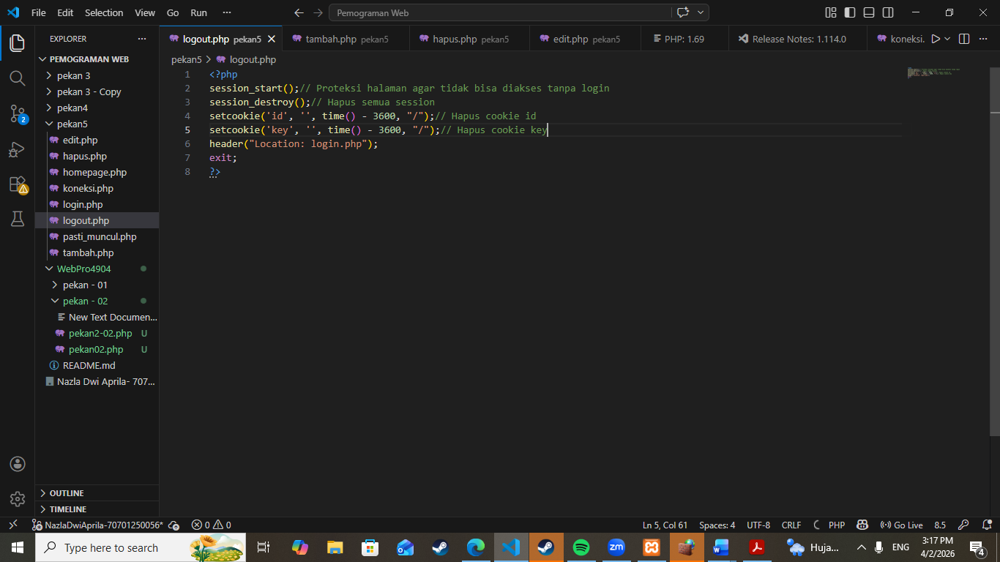 File Edit Selection View Go Run ···
Pemograman Web
EXPLORER ···
PEMOGRAMAN WEB
pekan 3
pekan 3 - Copy
pekan4
pekan5
edit.php
hapus.php
homepage.php
koneksi.php
login.php
logout.php
pasti_muncul.php
tambah.php
WebPro4904
pekan - 01
pekan - 02
New Text Documen...
pekan2-02.php U
pekan02.php U
README.md
Nazla Dwi Aprila- 707...
OUTLINE
TIMELINE
2
logout.php pekan5
tambah.php pekan5
hapus.php pekan5
edit.php pekan5
PHP: 1.69
Release Notes: 1.114.0
koneksi.
···
pekan5 > logout.php
1 <?php
2 session_start();// Proteksi halaman agar tidak bisa diakses tanpa login
3 session_destroy();// Hapus semua session
4 setcookie('id', '', time() - 3600, "/");// Hapus cookie id
5 setcookie('key', '', time() - 3600, "/");// Hapus cookie key
6 header("Location: login.php");
7 exit;
8 ?>
NazlaDwiAprila-70701250056* 0 0
Ln 5, Col 61 Spaces: 4 UTF-8 CRLF PHP Go Live 8.5
Type here to search
zm
Huja...
ENG
3:17 PM
4/2/2026
4